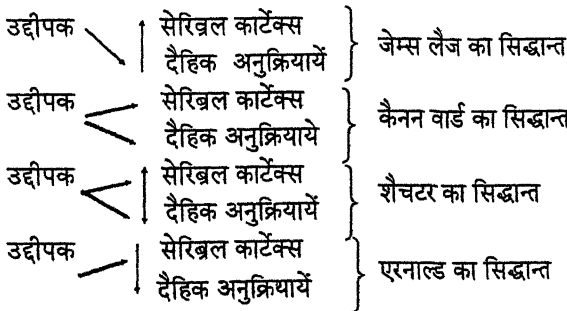 उद्दीपक सेरिब्रल कार्टेक्स
दैहिक अनुक्रियायें
जेम्स लैज का सिद्धान्त
उद्दीपक सेरिब्रल कार्टेक्स
दैहिक अनुक्रियाये
कैनन वार्ड का सिद्धान्त
उद्दीपक सेरिब्रल कार्टेक्स
दैहिक अनुक्रियायें
शैचटर का सिद्धान्त
उद्दीपक सेरिब्रल कार्टेक्स
दैहिक अनुक्रियायें
एरनाल्ड का सिद्धान्त